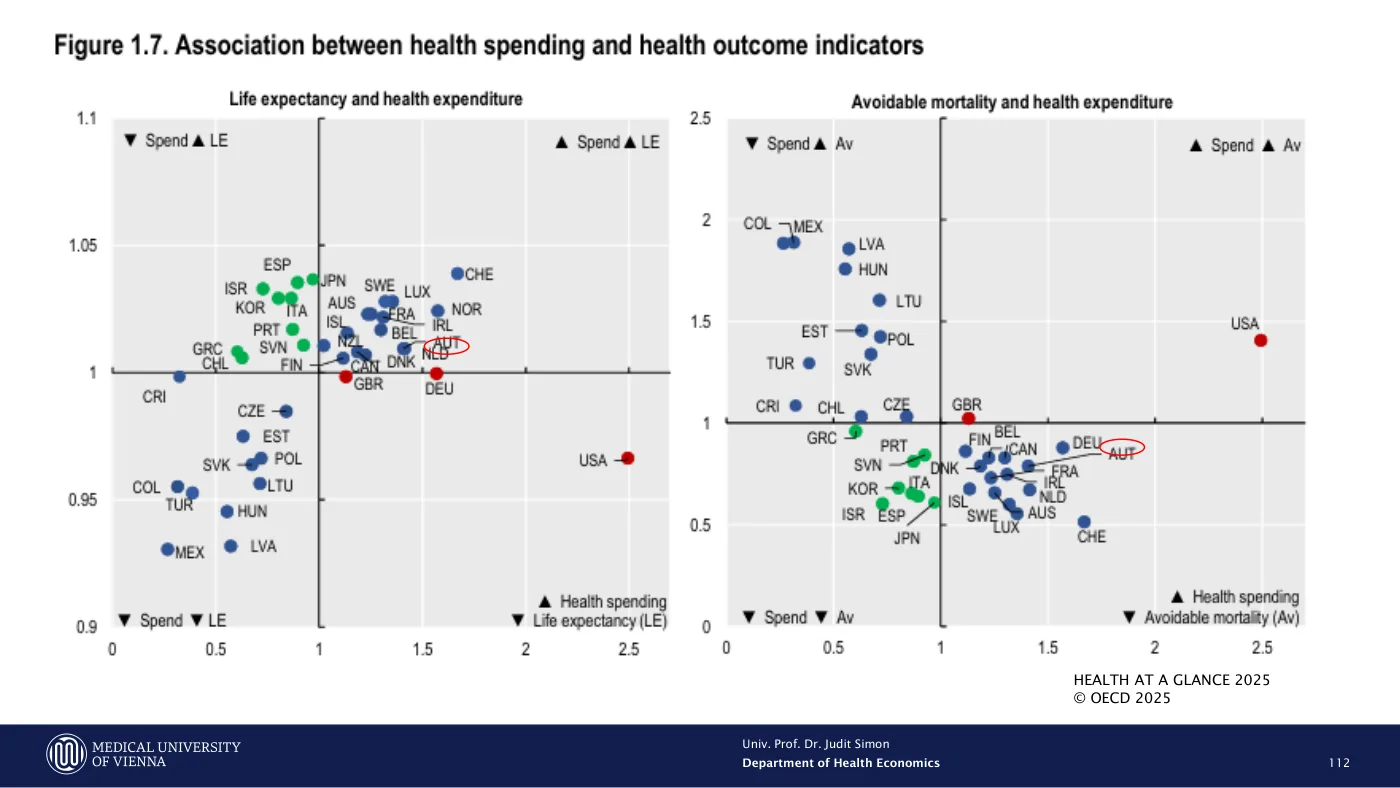 Figure 1.7. Association between health spending and health outcome indicators
Life expectancy and health expenditure
1.1
1.05
1
0.95
0.9
0
0.5
1
1.5
2
2.5
▼ Spend ▲ LE
▲ Spend ▲ LE
ESP
JPN
ISR
KOR
ITA
PRT
SVN
GRC
CHL
CRI
CHE
SWE
LUX
NOR
AUS
FRA
IRL
ISL
BEL
AUT
NZL
NLD
DNK
CAN
FIN
GBR
DEU
CZE
EST
POL
SVK
LTU
COL
TUR
HUN
MEX
LVA
USA
▼ Spend ▼ LE
▲ Health spending
▼ Life expectancy (LE)
Avoidable mortality and health expenditure
2.5
2
1.5
1
0.5
0
0
0.5
1
1.5
2
2.5
▼ Spend ▲ Av
▲ Spend ▲ Av
COL
MEX
LVA
HUN
LTU
EST
POL
TUR
SVK
CRI
CHL
CZE
GRC
USA
GBR
PRT
SVN
KOR
ITA
ISR
ESP
JPN
FIN
BEL
CAN
DEU
AUT
DNK
FRA
IRL
ISL
NLD
SWE
AUS
LUX
CHE
▼ Spend ▼ Av
▲ Health spending
▼ Avoidable mortality (Av)
HEALTH AT A GLANCE 2025
© OECD 2025
MEDICAL UNIVERSITY
OF VIENNA
Univ. Prof. Dr. Judit Simon
Department of Health Economics
112